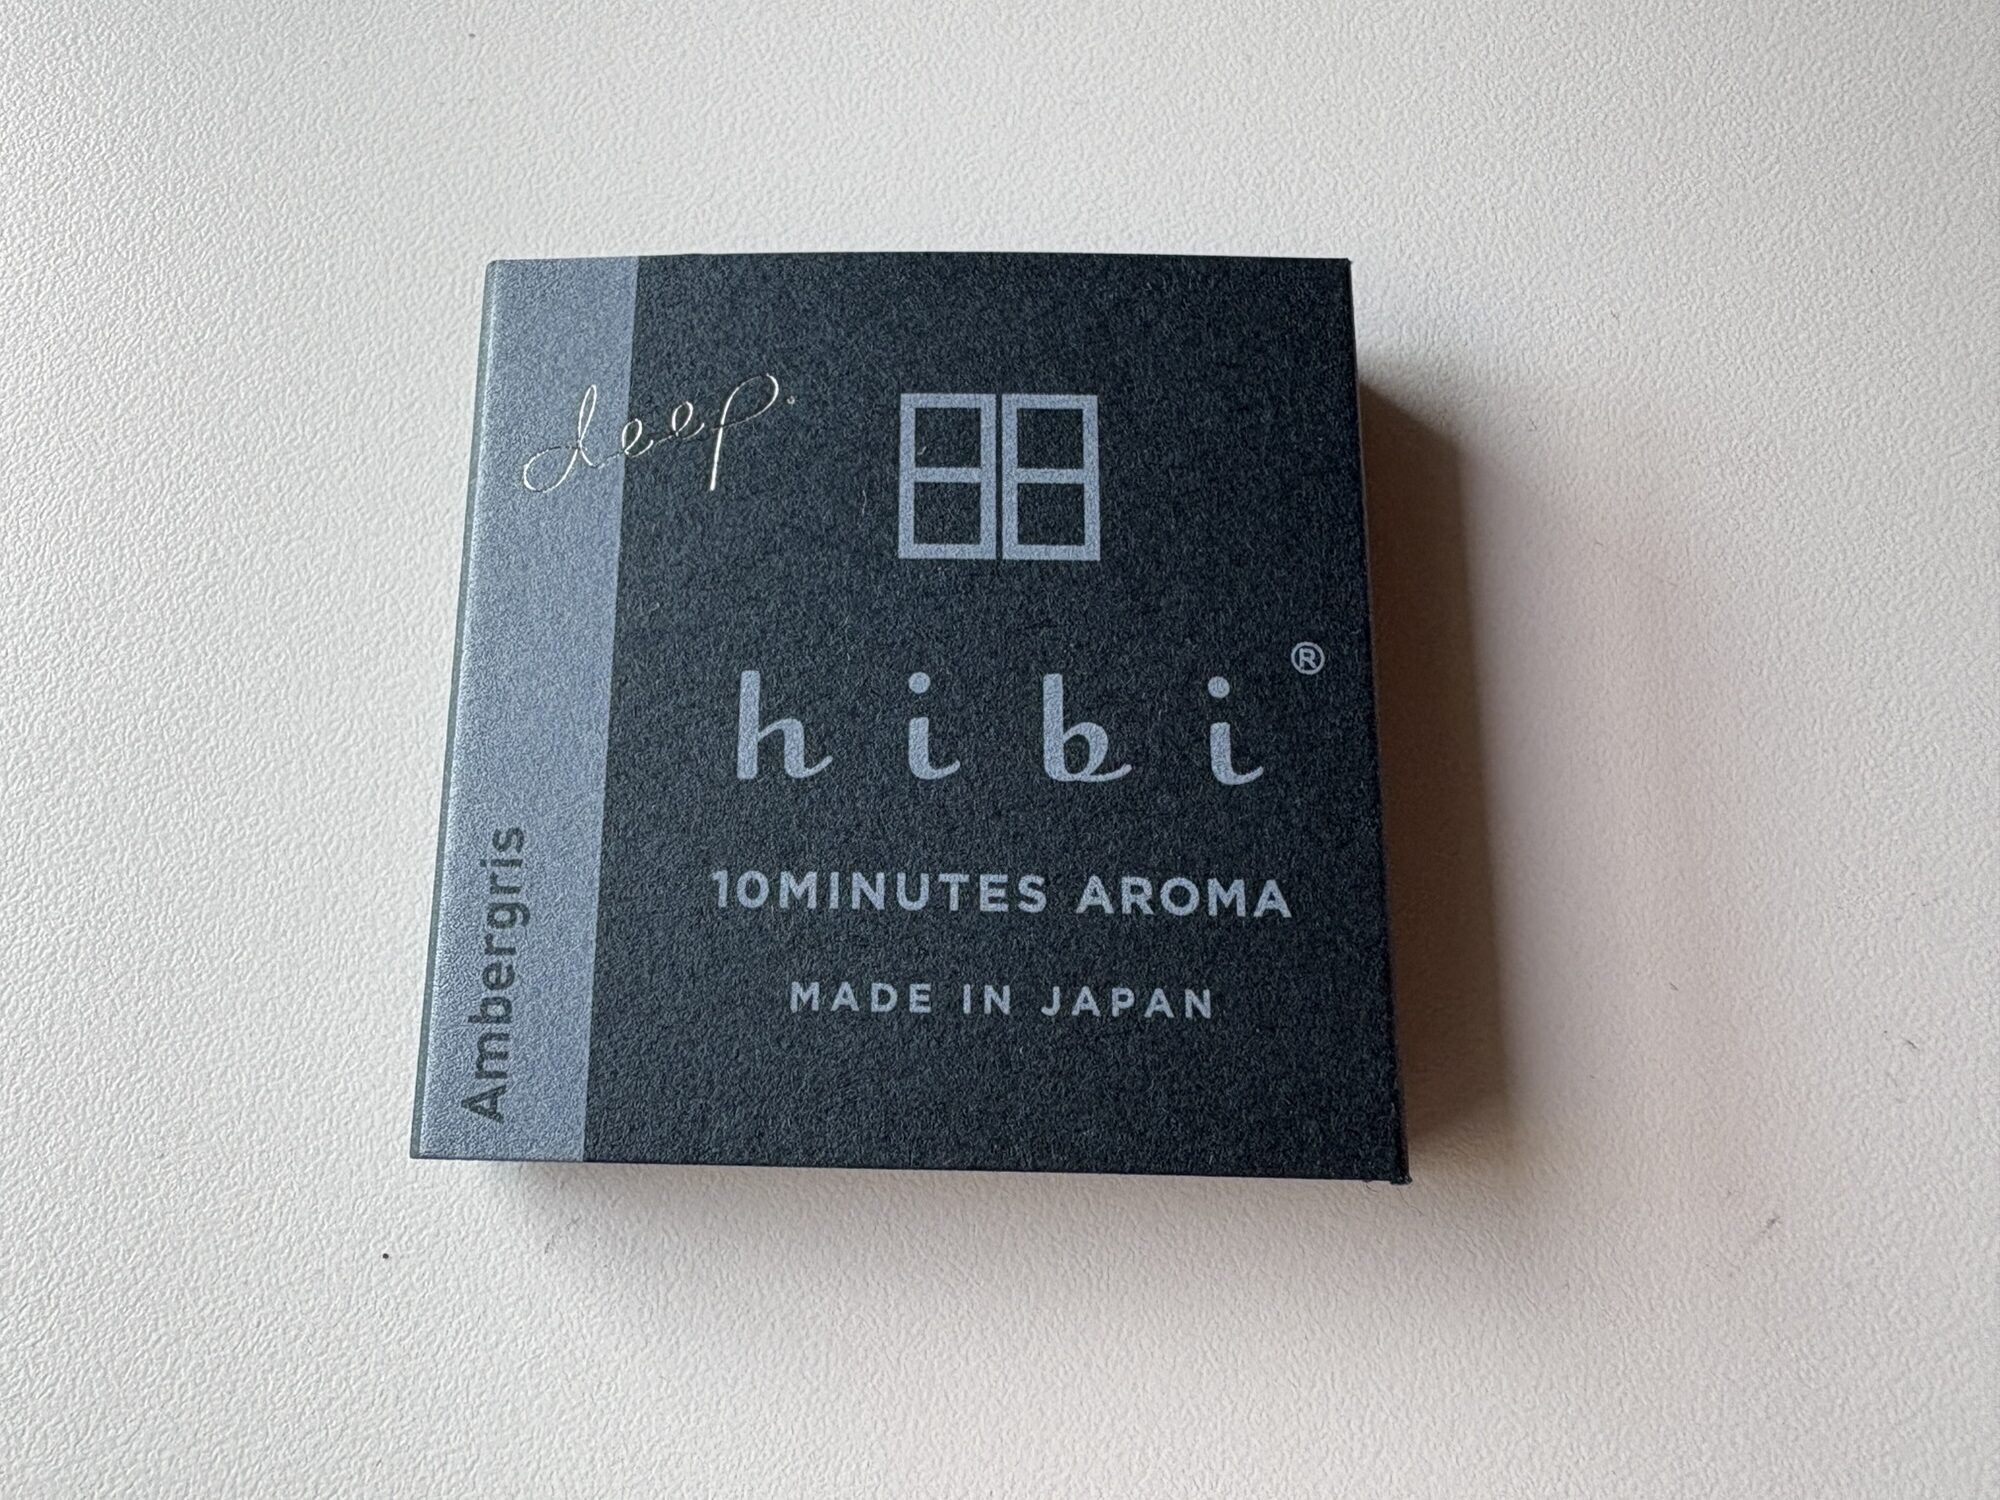 deep.
hibi®
10MINUTES AROMA
MADE IN JAPAN
Ambergris